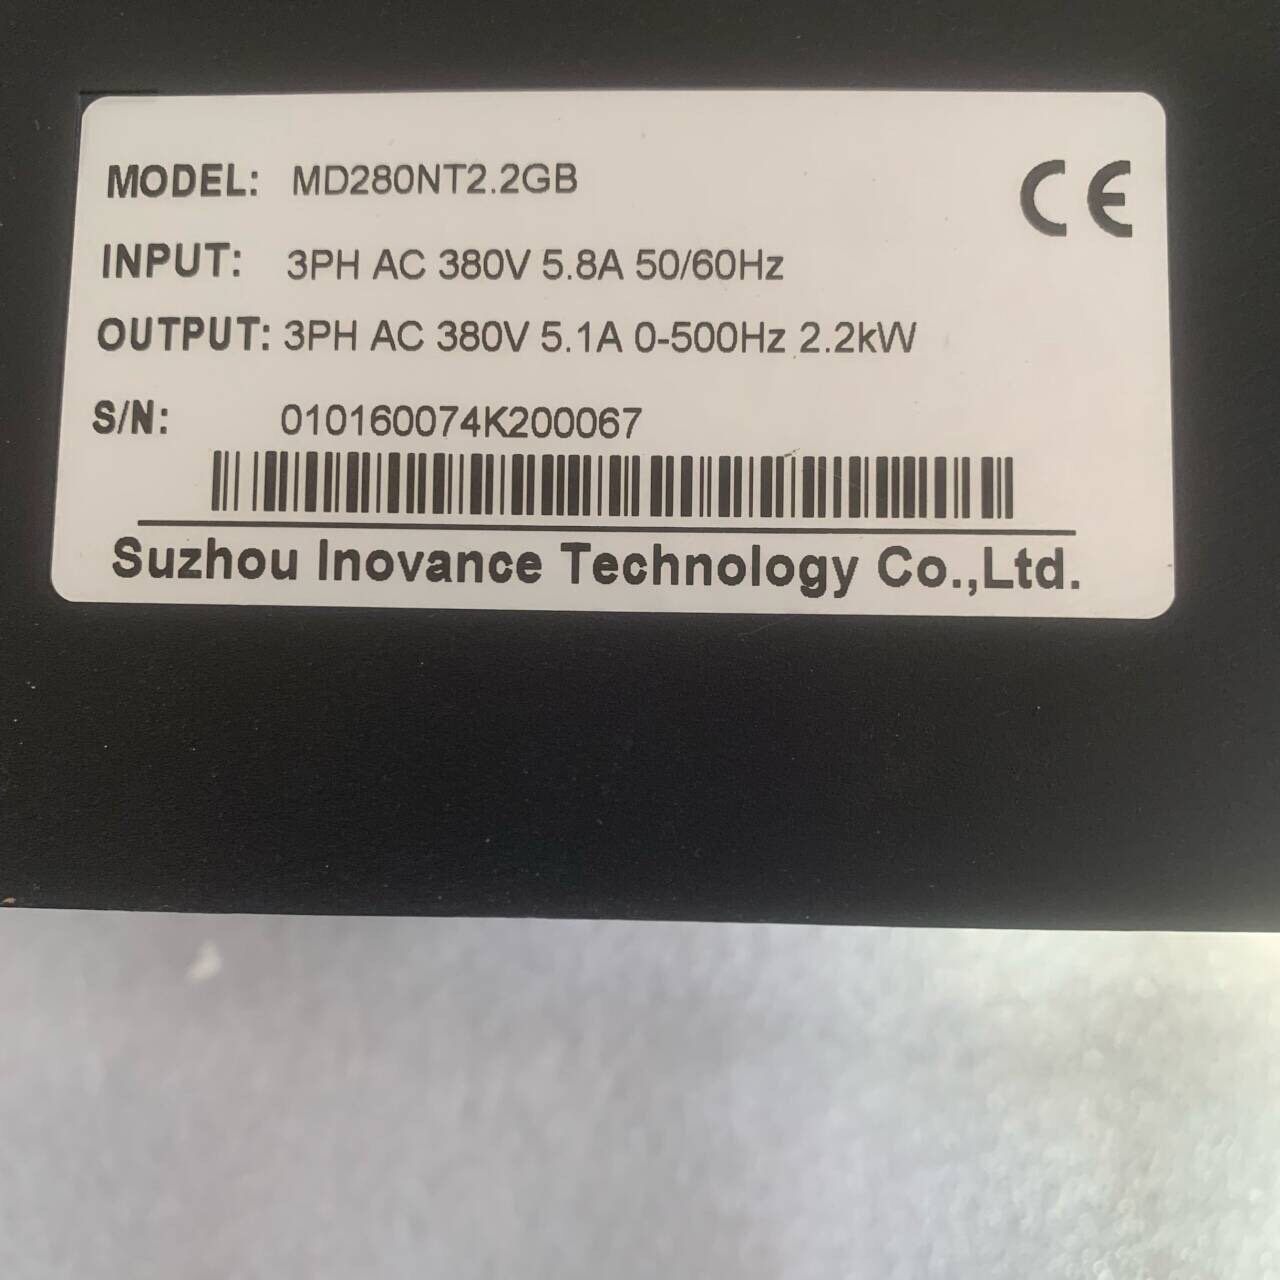 MODEL: MD280NT2.2GB
CE
INPUT: 3PH AC 380V 5.8A 50/60Hz
OUTPUT: 3PH AC 380V 5.1A 0-500Hz 2.2kW
S/N: 010160074K200067
Suzhou Inovance Technology Co.,Ltd.